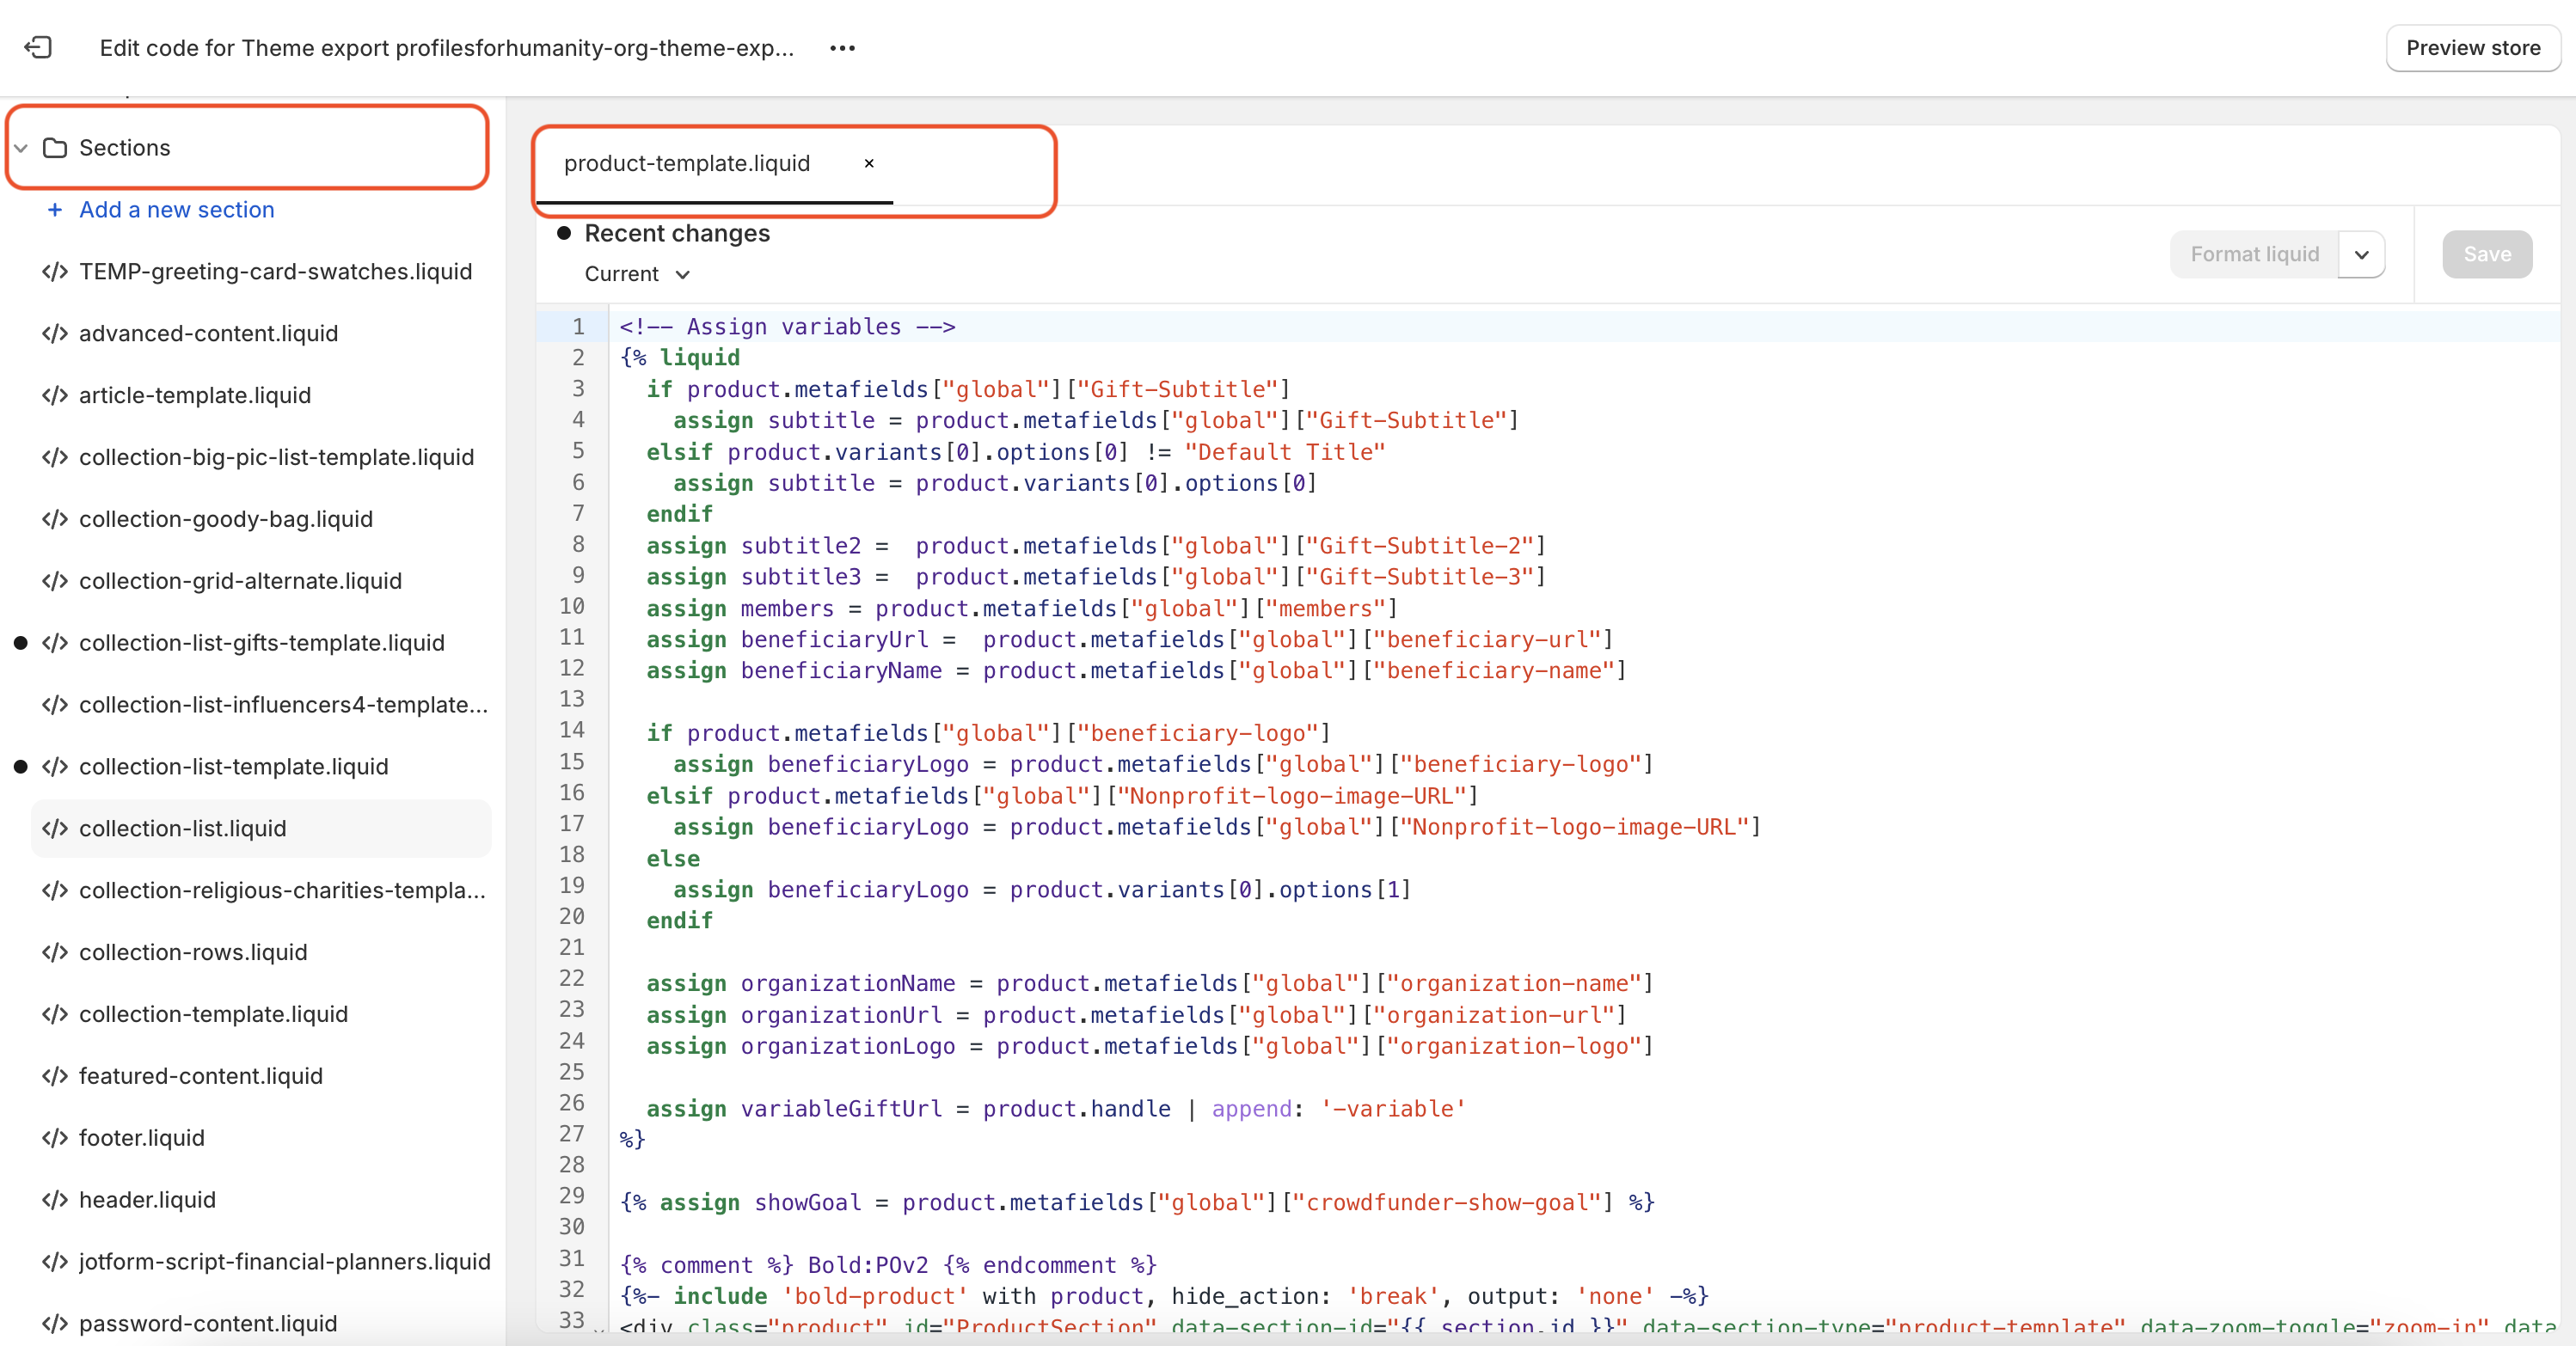 Edit code for Theme export profilesforhumanity-org-theme-exp... •••
Preview store
Sections
+ Add a new section
</> TEMP-greeting-card-swatches.liquid
</> advanced-content.liquid
</> article-template.liquid
</> collection-big-pic-list-template.liquid
</> collection-goody-bag.liquid
</> collection-grid-alternate.liquid
</> collection-list-gifts-template.liquid
</> collection-list-influencers4-template...
</> collection-list-template.liquid
</> collection-list.liquid
</> collection-religious-charities-templa...
</> collection-rows.liquid
</> collection-template.liquid
</> featured-content.liquid
</> footer.liquid
</> header.liquid
</> jotform-script-financial-planners.liquid
</> password-content.liquid
product-template.liquid ×
Recent changes
Current
Format liquid
Save
1 <!-- Assign variables -->
2 {% liquid
3 if product.metafields["global"]["Gift-Subtitle"]
4 assign subtitle = product.metafields["global"]["Gift-Subtitle"]
5 elsif product.variants[0].options[0] != "Default Title"
6 assign subtitle = product.variants[0].options[0]
7 endif
8 assign subtitle2 =  product.metafields["global"]["Gift-Subtitle-2"]
9 assign subtitle3 =  product.metafields["global"]["Gift-Subtitle-3"]
10 assign members = product.metafields["global"]["members"]
11 assign beneficiaryUrl =  product.metafields["global"]["beneficiary-url"]
12 assign beneficiaryName = product.metafields["global"]["beneficiary-name"]
13
14 if product.metafields["global"]["beneficiary-logo"]
15 assign beneficiaryLogo = product.metafields["global"]["beneficiary-logo"]
16 elsif product.metafields["global"]["Nonprofit-logo-image-URL"]
17 assign beneficiaryLogo = product.metafields["global"]["Nonprofit-logo-image-URL"]
18 else
19 assign beneficiaryLogo = product.variants[0].options[1]
20 endif
21
22 assign organizationName = product.metafields["global"]["organization-name"]
23 assign organizationUrl = product.metafields["global"]["organization-url"]
24 assign organizationLogo = product.metafields["global"]["organization-logo"]
25
26 assign variableGiftUrl = product.handle | append: '-variable'
27 %}
28
29 {% assign showGoal = product.metafields["global"]["crowdfunder-show-goal"] %}
30
31 {% comment %} Bold:POv2 {% endcomment %}
32 {%- include 'bold-product' with product, hide_action: 'break', output: 'none' -%}
33 <div class="product" id="ProductSection" data-section-id="{{ section.id }}" data-section-type="product-template" data-zoom-toggle="zoom-in" data